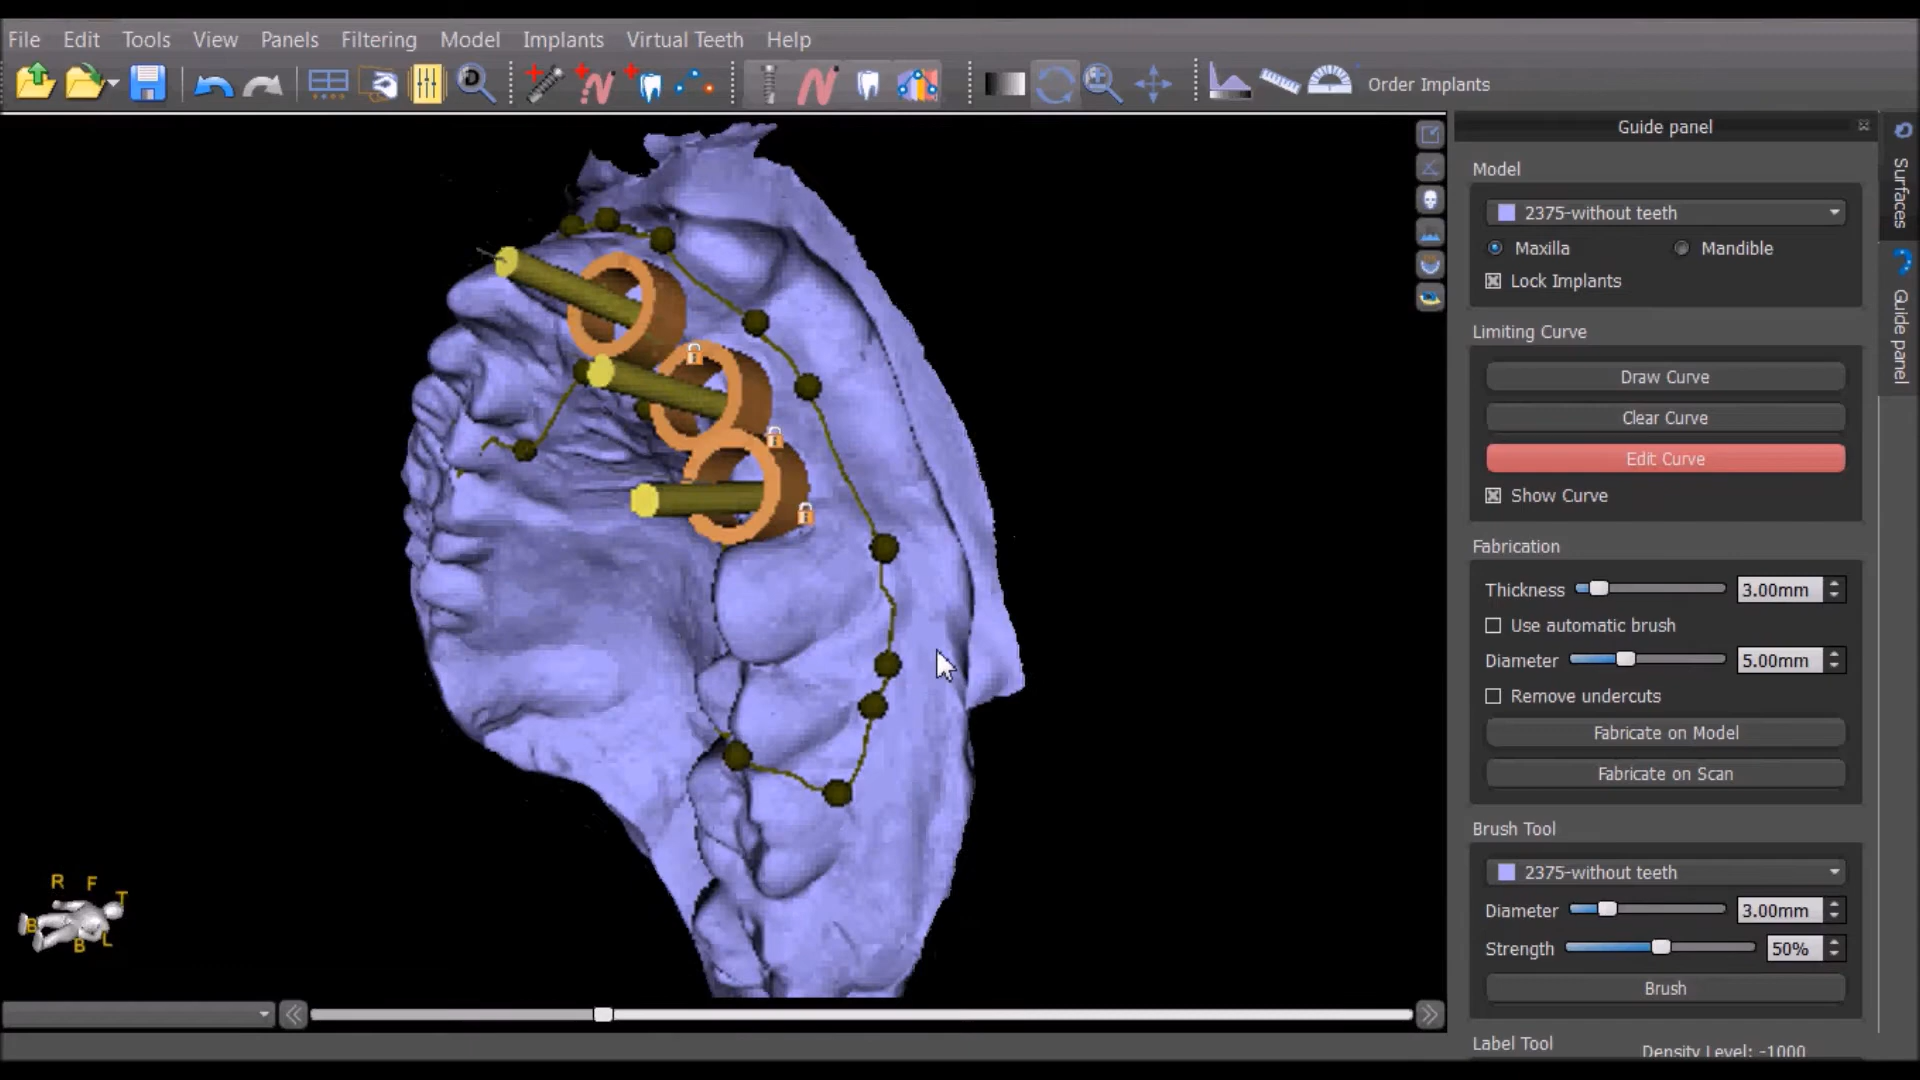 File Edit Tools View Panels Filtering Model Implants Virtual Teeth Help
Order Implants
Guide panel
Model
2375-without teeth
Maxilla Mandible
Lock Implants
Limiting Curve
Draw Curve
Clear Curve
Edit Curve
Show Curve
Fabrication
Thickness 3.00mm
Use automatic brush
Diameter 5.00mm
Remove undercuts
Fabricate on Model
Fabricate on Scan
Brush Tool
2375-without teeth
Diameter 3.00mm
Strength 50%
Brush
Label Tool
Density Level: -1000
Surfaces
Guide panel
R F T
B B L